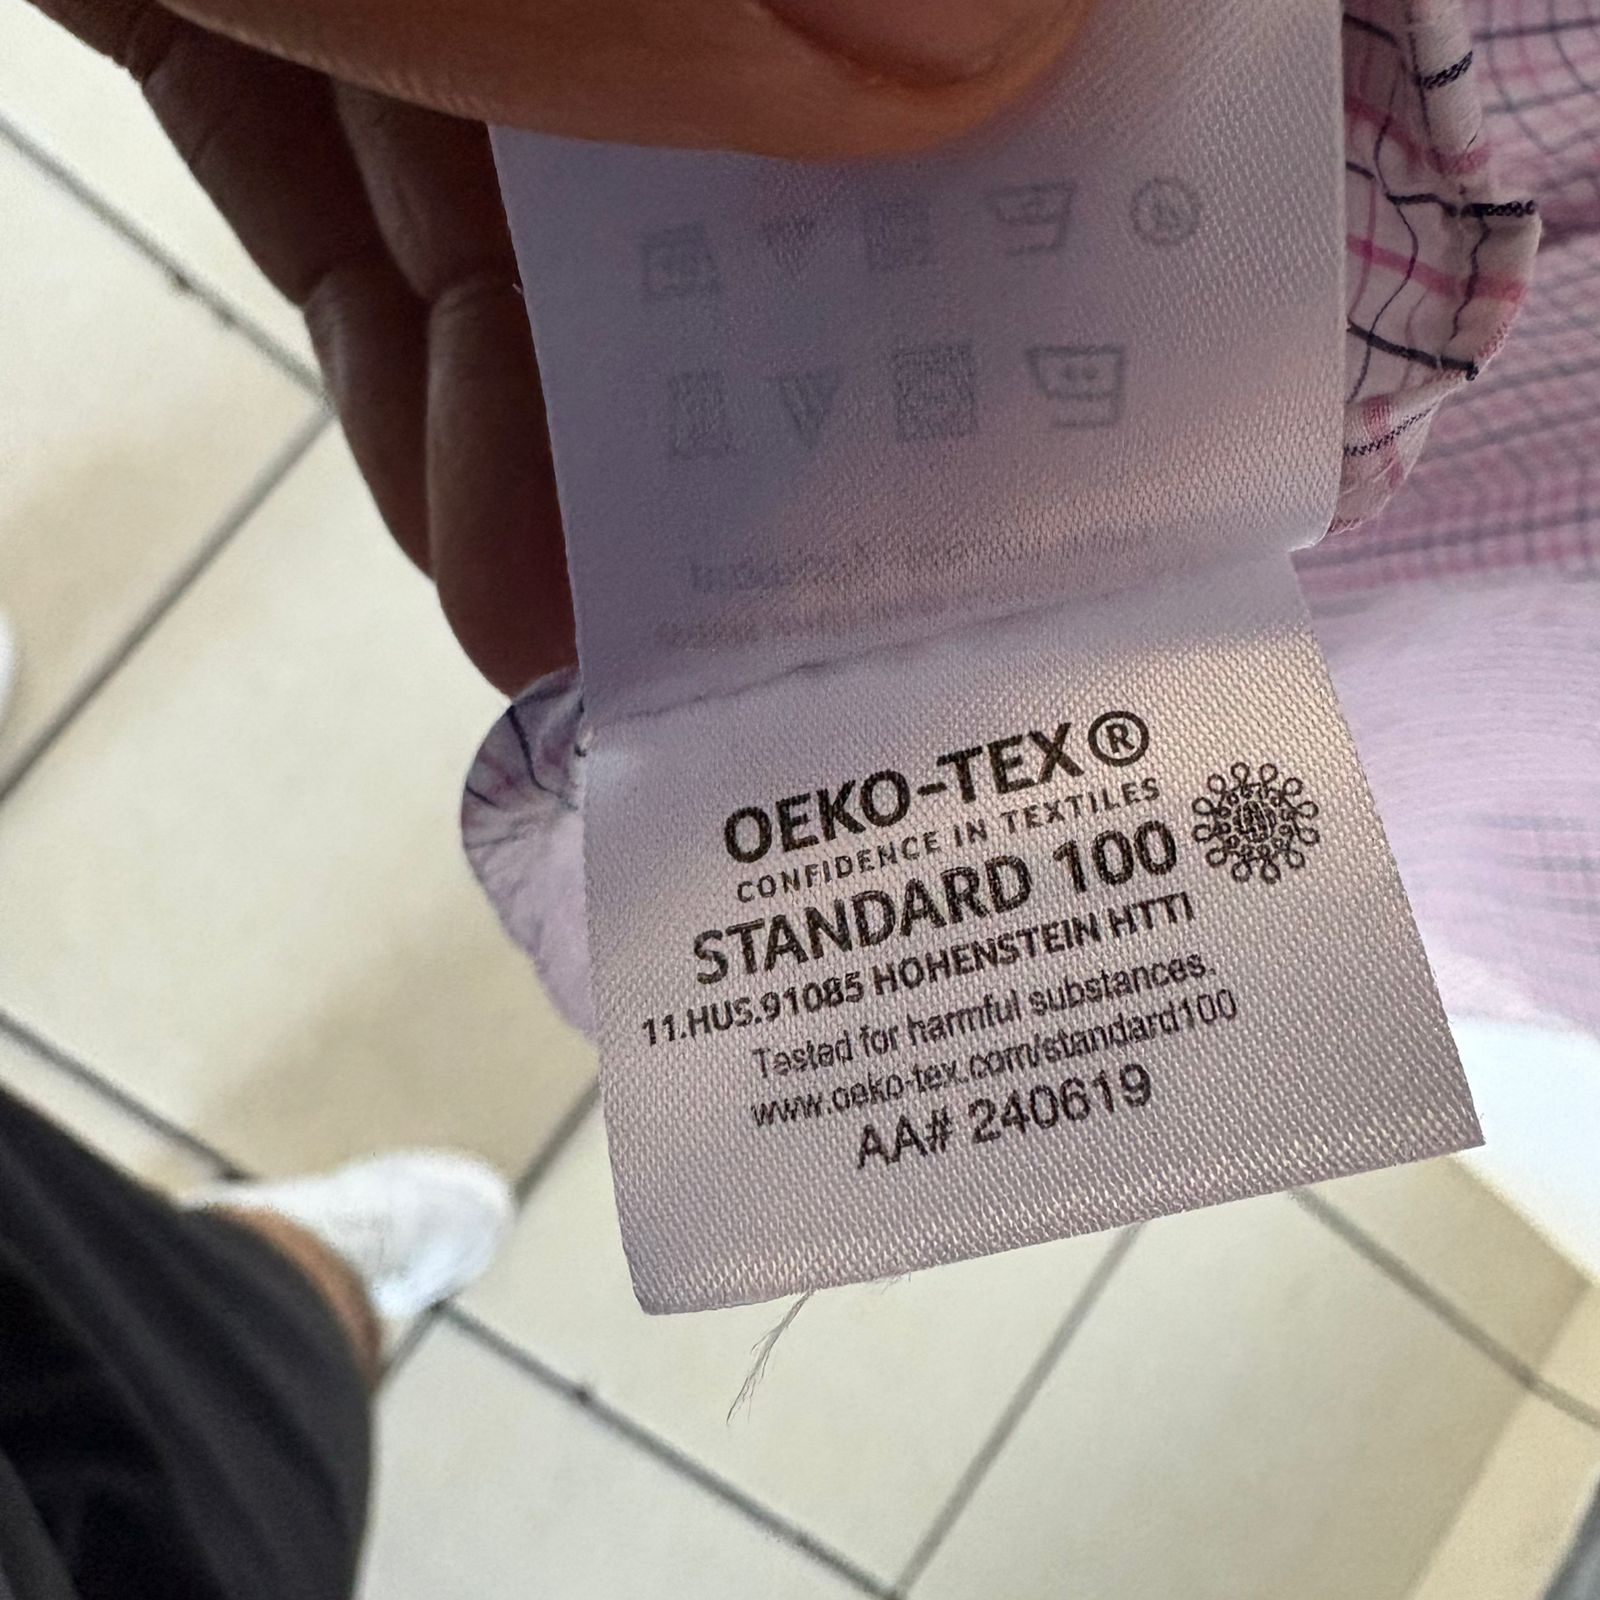 OEKO-TEX®
CONFIDENCE IN TEXTILES
STANDARD 100
11.HUS.91085 HOHENSTEIN HTTI
Tested for harmful substances.
www.oeko-tex.com/standard100
AA# 240619